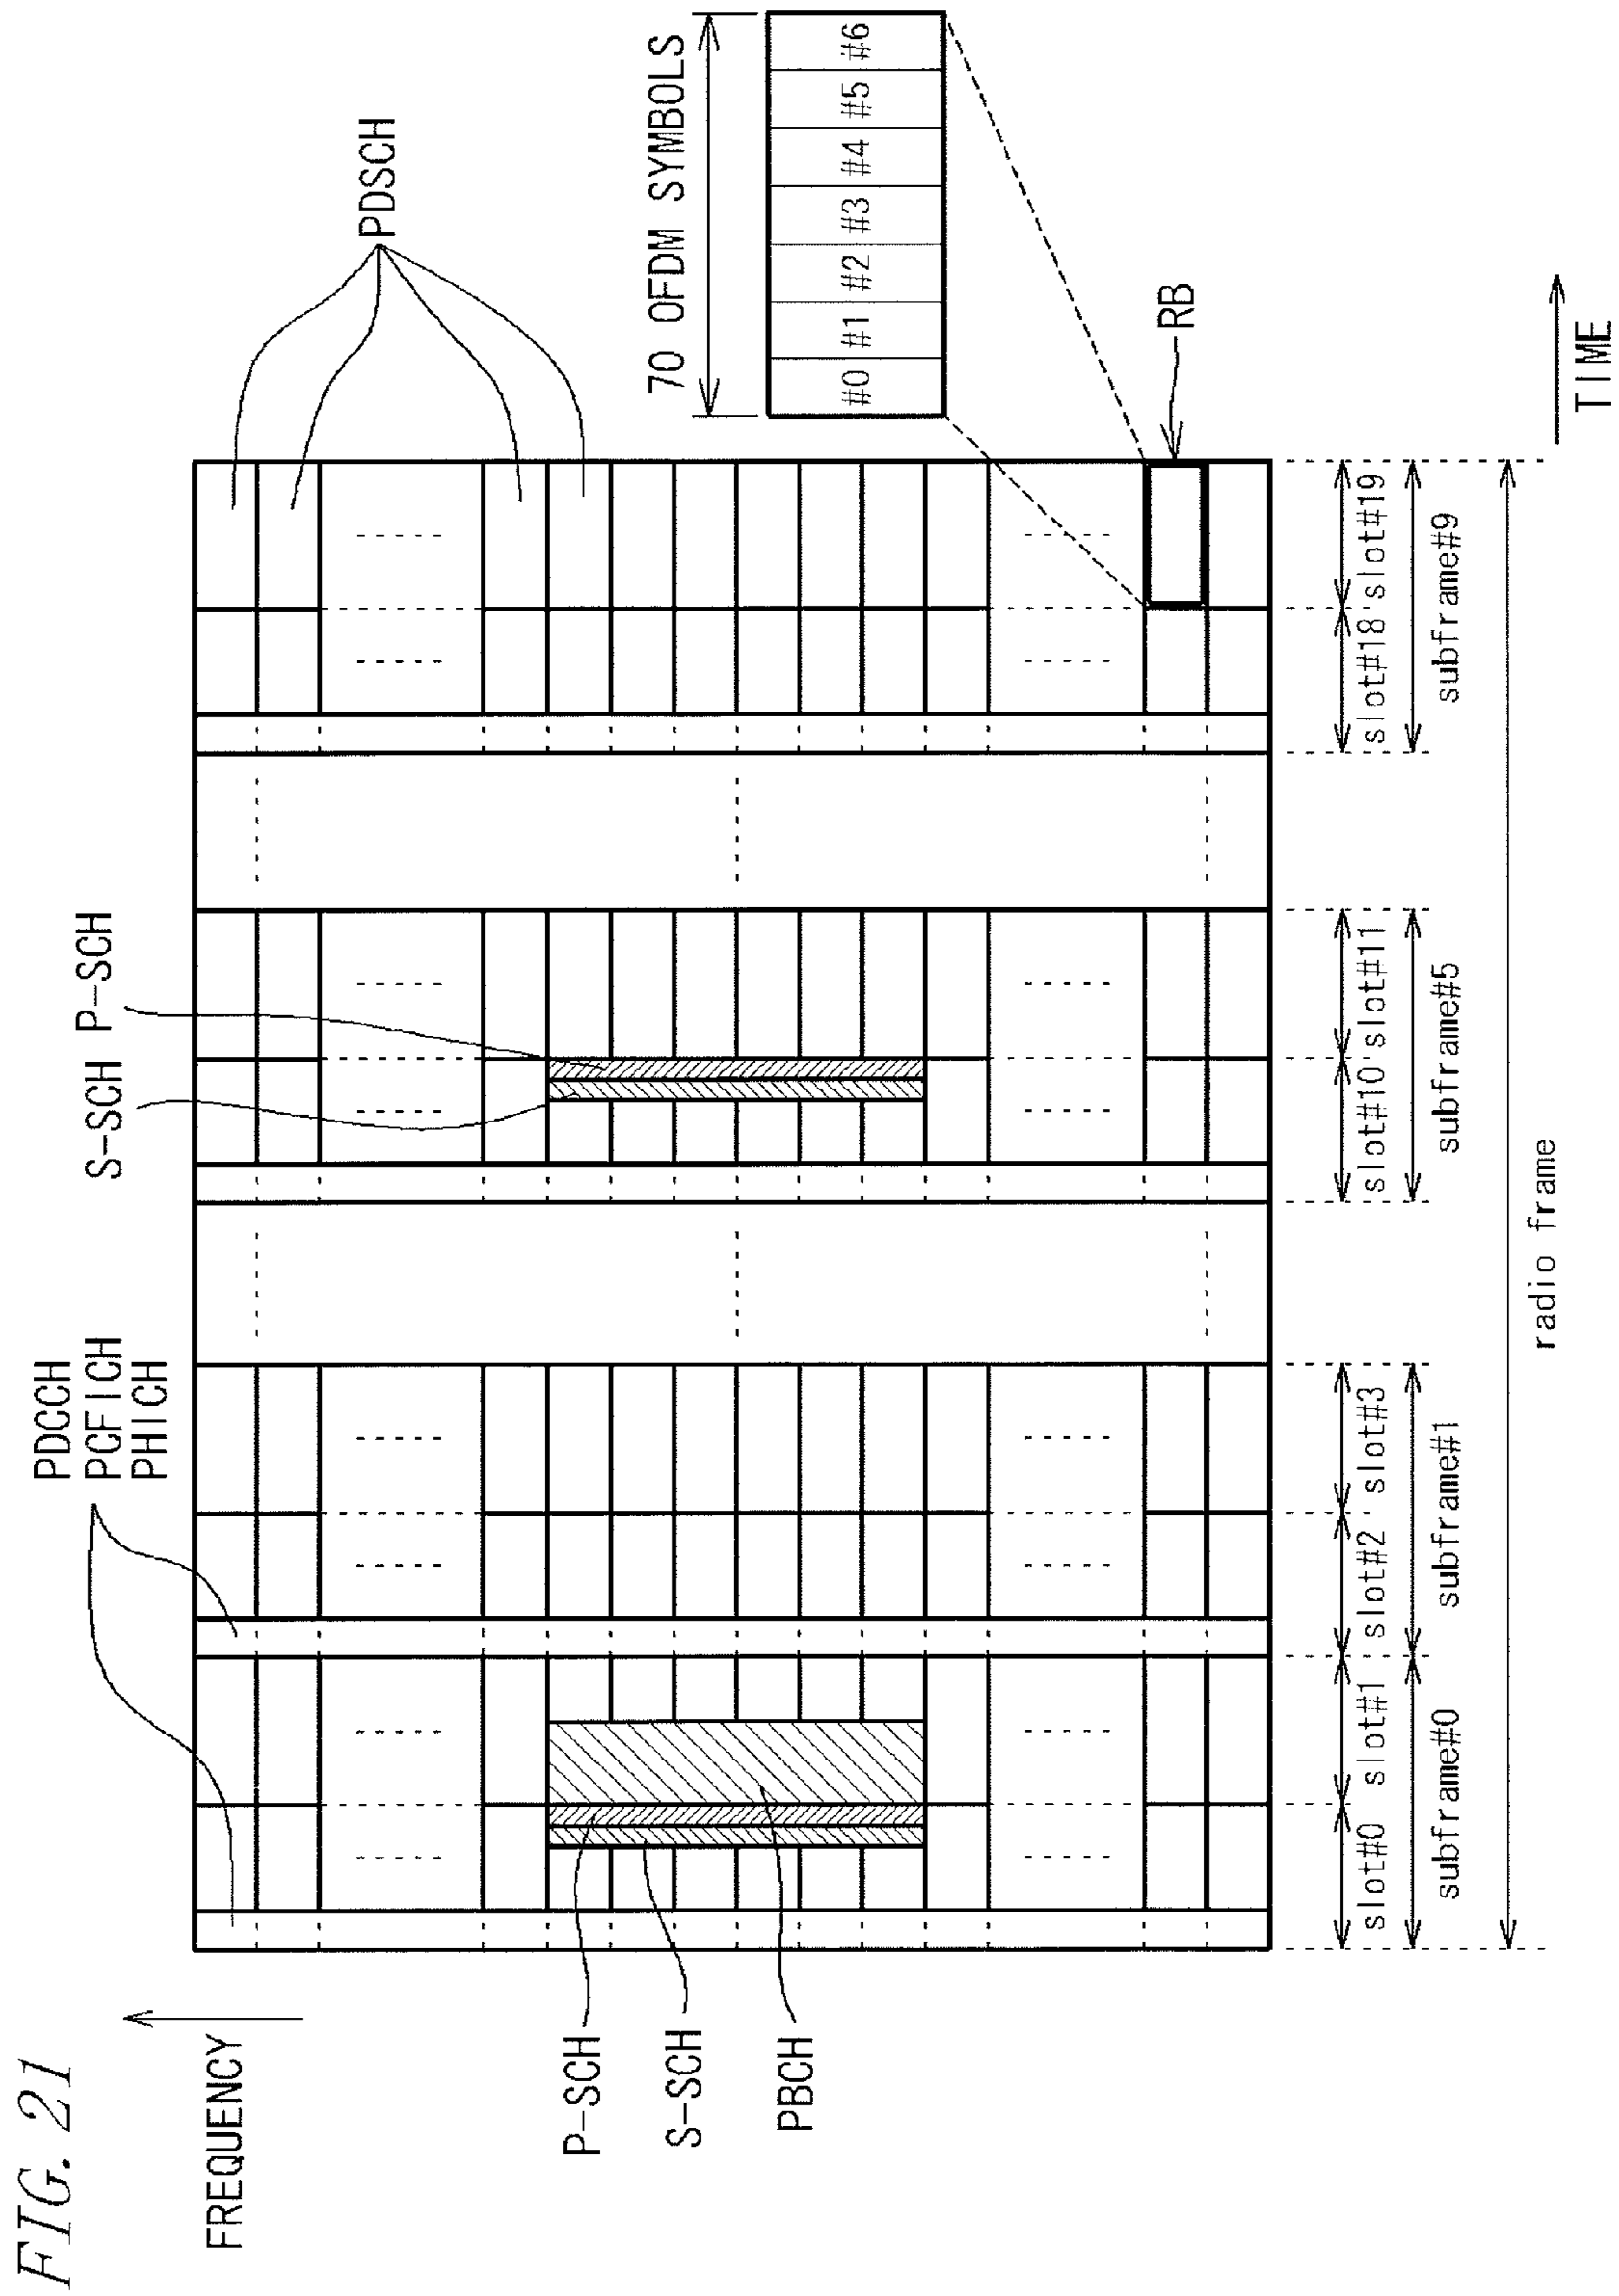 FIG. 21
FREQUENCY
PDCCH
PCFICH
PHICH
S-SCH
P-SCH
PDSCH
P-SCH
S-SCH
PBCH
70 OFDM SYMBOLS
#0 #1 #2 #3 #4 #5 #6
RB
slot#0 slot#1 slot#2 slot#3 slot#10 slot#11 slot#18 slot#19
subframe#0 subframe#1 subframe#5 subframe#9
radio frame
TIME